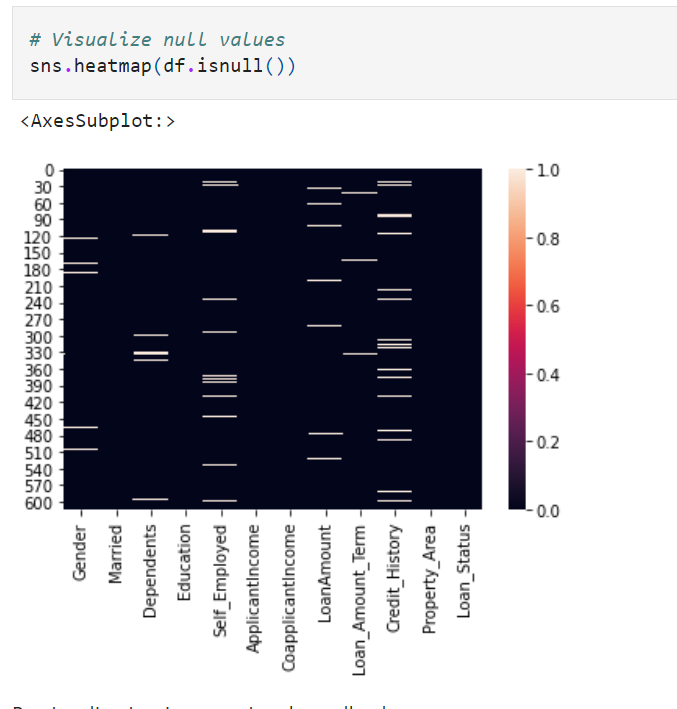 # Visualize null values
sns.heatmap(df.isnull())
<AxesSubplot:>
0
30
60
90
120
150
180
210
240
270
300
330
360
390
420
450
480
510
540
570
600
1.0
0.8
0.6
0.4
0.2
0.0
Gender
Married
Dependents
Education
Self_Employed
ApplicantIncome
CoapplicantIncome
LoanAmount
Loan_Amount_Term
Credit_History
Property_Area
Loan_Status